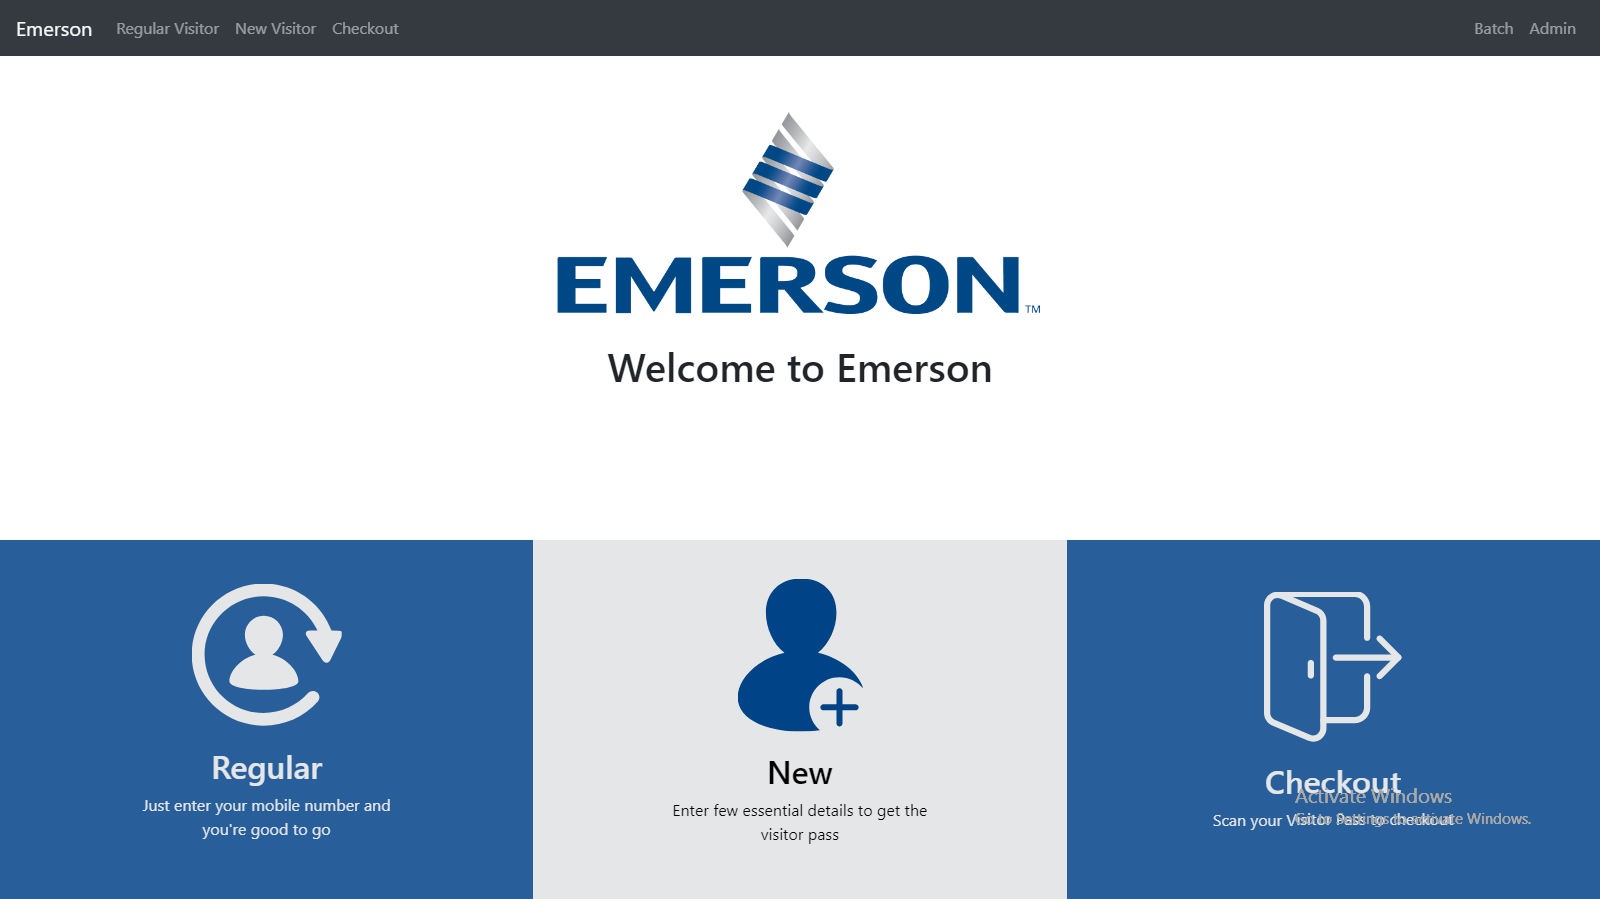 Emerson Regular Visitor New Visitor Checkout Batch Admin
EMERSON™
Welcome to Emerson
Regular
Just enter your mobile number and
you're good to go
New
Enter few essential details to get the
visitor pass
Checkout
Scan your Visitor Pass to checkout
Activate Windows
Go to Settings to activate Windows.